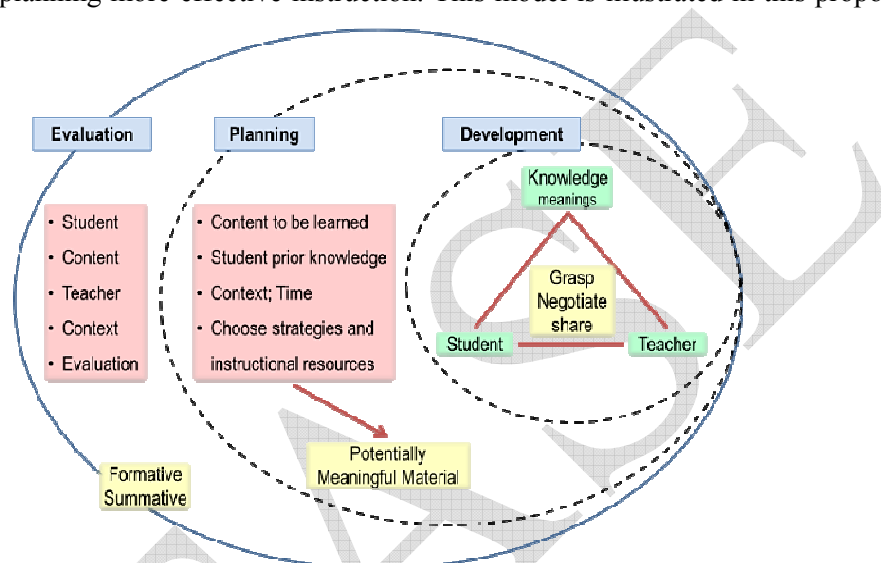 planning more effective instruction. This model is illustrated in this propo
Evaluation
Planning
Development
Knowledge
meanings
• Student
• Content
• Teacher
• Context
• Evaluation
• Content to be learned
• Student prior knowledge
• Context; Time
• Choose strategies and
instructional resources
Grasp
Negotiate
share
Student
Teacher
Potentially
Meaningful Material
Formative
Summative